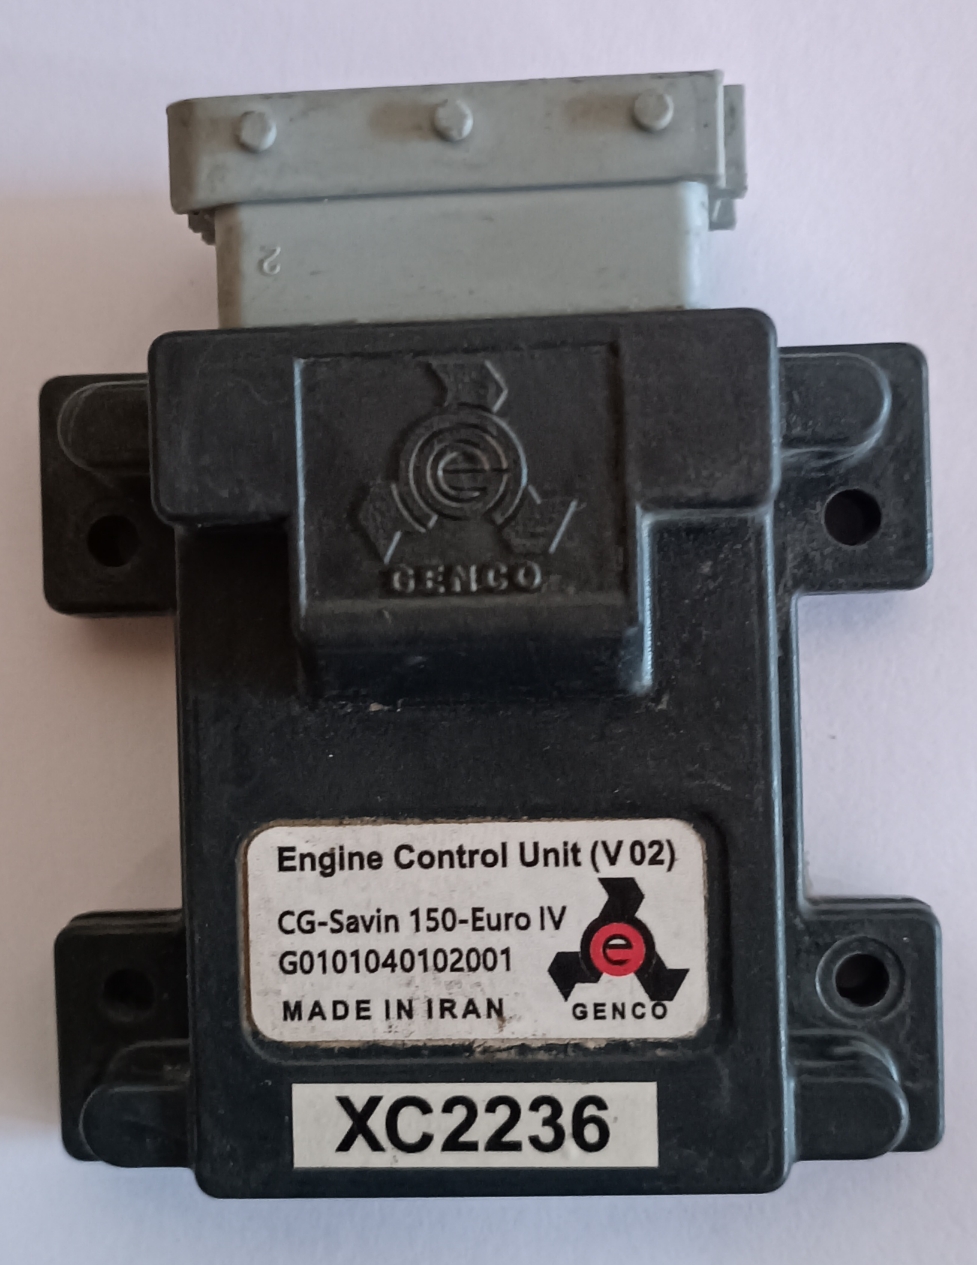 2
e
GENCO
Engine Control Unit (V 02)
CG-Savin 150-Euro IV
G0101040102001
MADE IN IRAN
e
GENCO
XC2236